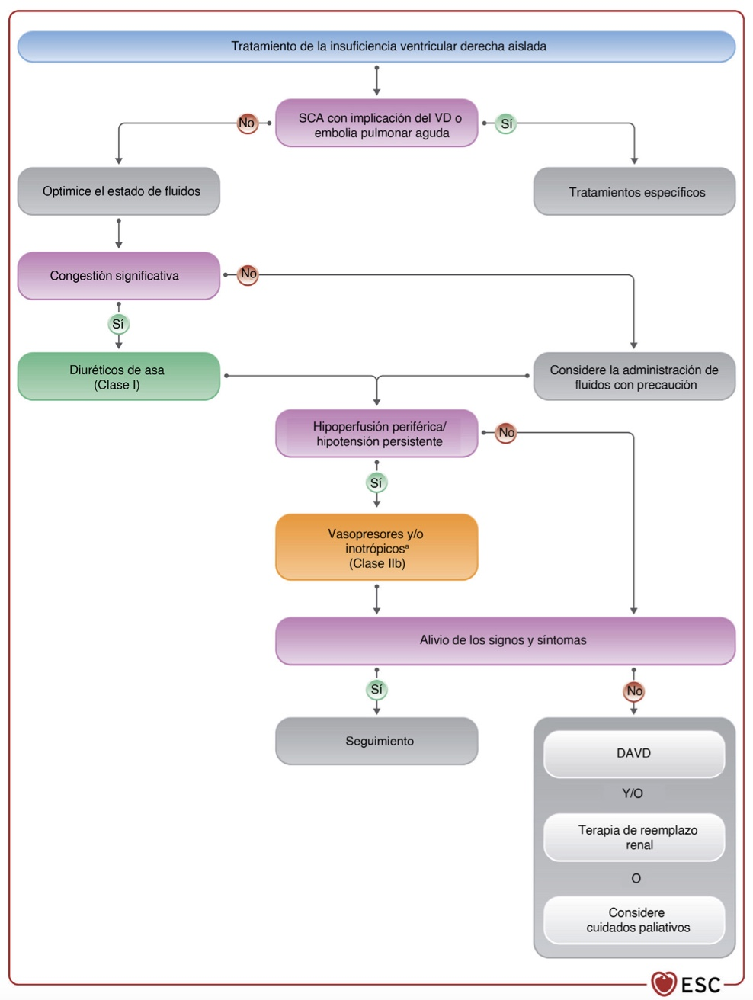 Tratamiento de la insuficiencia ventricular derecha aislada
SCA con implicación del VD o
embolia pulmonar aguda
No
Sí
Optimice el estado de fluidos
Tratamientos específicos
Congestión significativa
No
Sí
Diuréticos de asa
(Clase I)
Considere la administración de
fluidos con precaución
Hipoperfusión periférica/
hipotensión persistente
No
Sí
Vasopresores y/o
inotrópicosª
(Clase IIb)
Alivio de los signos y síntomas
Sí
No
Seguimiento
DAVD
Y/O
Terapia de reemplazo
renal
O
Considere
cuidados paliativos
ESC